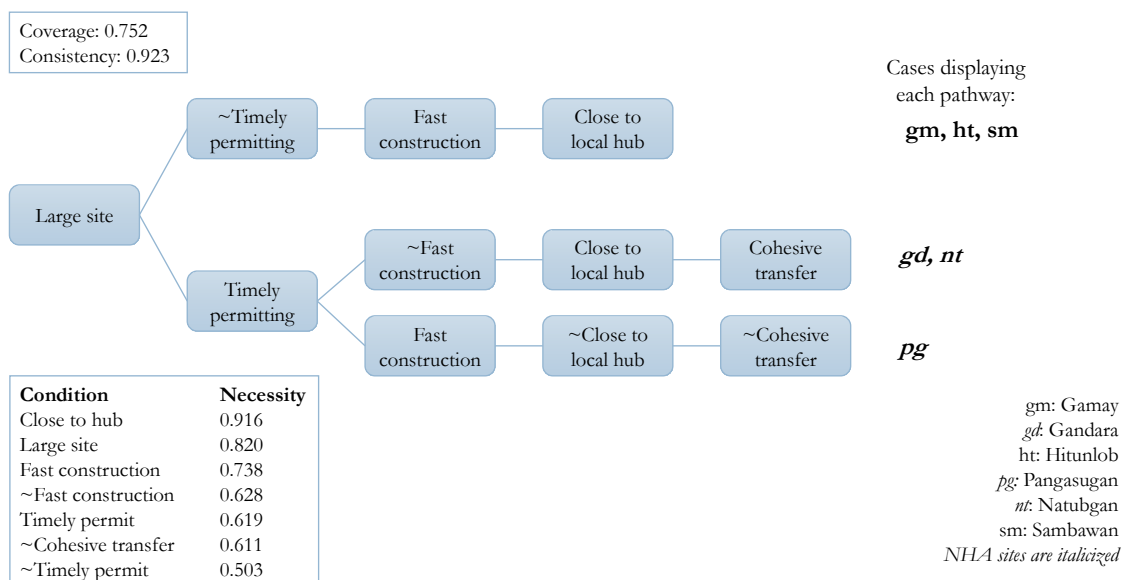 Coverage: 0.752
Consistency: 0.923
Cases displaying
each pathway:
~Timely
permitting
Fast
construction
Close to
local hub
gm, ht, sm
Large site
~Fast
construction
Close to
local hub
Cohesive
transfer
gd, nt
Timely
permitting
Fast
construction
~Close to
local hub
~Cohesive
transfer
pg
Condition Necessity
Close to hub 0.916
Large site 0.820
Fast construction 0.738
~Fast construction 0.628
Timely permit 0.619
~Cohesive transfer 0.611
~Timely permit 0.503
gm: Gamay
gd: Gandara
ht: Hitunlob
pg: Pangasugan
nt: Natubgan
sm: Sambawan
NHA sites are italicized